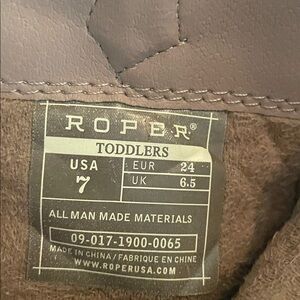 ROPER®
TODDLERS
USA EUR 24
7 UK 6.5
ALL MAN MADE MATERIALS
09-017-1900-0065
MADE IN CHINA / FABRIQUE EN CHINE
WWW.ROPERUSA.COM